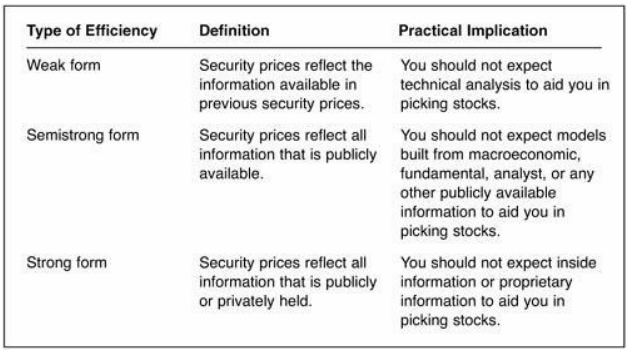 Type of Efficiency Definition Practical Implication
Weak form Security prices reflect the You should not expect
information available in technical analysis to aid you in
previous security prices. picking stocks.
Semistrong form Security prices reflect all You should not expect models
information that is publicly built from macroeconomic,
available. fundamental, analyst, or any
other publicly available
information to aid you in
picking stocks.
Strong form Security prices reflect all You should not expect inside
information that is publicly information or proprietary
or privately held. information to aid you in
picking stocks.